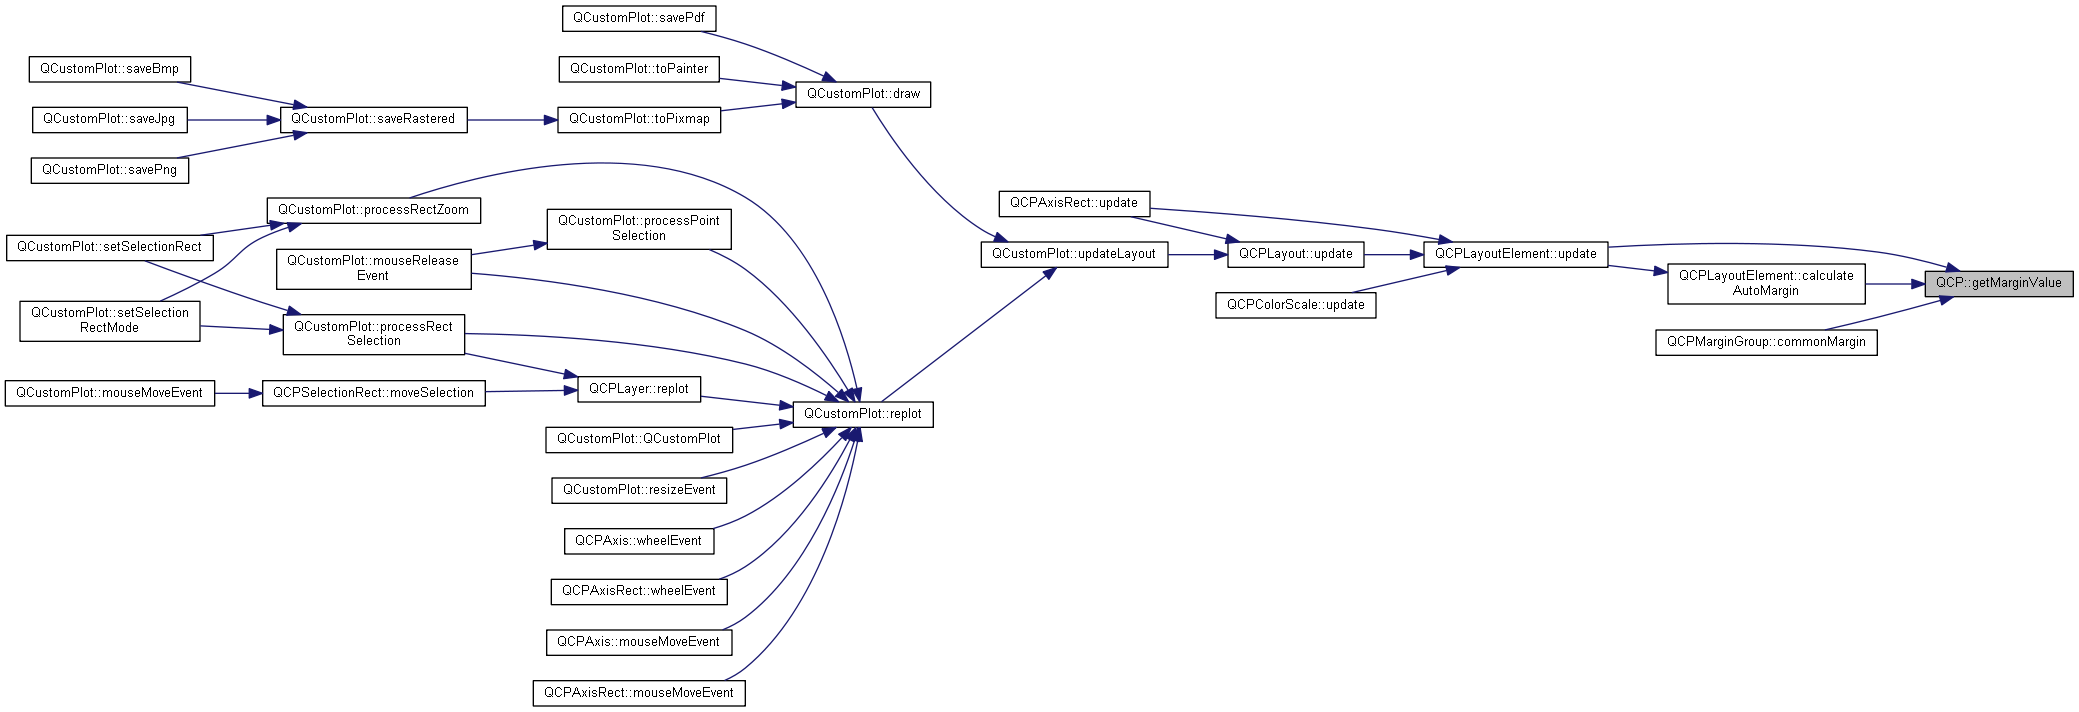 QCustomPlot::savePdf
QCustomPlot::saveBmp
QCustomPlot::toPainter
QCustomPlot::draw
QCustomPlot::saveJpg
QCustomPlot::saveRastered
QCustomPlot::toPixmap
QCustomPlot::savePng
QCustomPlot::processRectZoom
QCPAxisRect::update
QCustomPlot::processPoint
Selection
QCustomPlot::setSelectionRect
QCustomPlot::mouseRelease
Event
QCustomPlot::updateLayout
QCPLayout::update
QCPLayoutElement::update
QCPLayoutElement::calculate
AutoMargin
QCP::getMarginValue
QCPColorScale::update
QCustomPlot::setSelection
RectMode
QCustomPlot::processRect
Selection
QCPMarginGroup::commonMargin
QCustomPlot::mouseMoveEvent
QCPSelectionRect::moveSelection
QCPLayer::replot
QCustomPlot::replot
QCustomPlot::QCustomPlot
QCustomPlot::resizeEvent
QCPAxis::wheelEvent
QCPAxisRect::wheelEvent
QCPAxis::mouseMoveEvent
QCPAxisRect::mouseMoveEvent